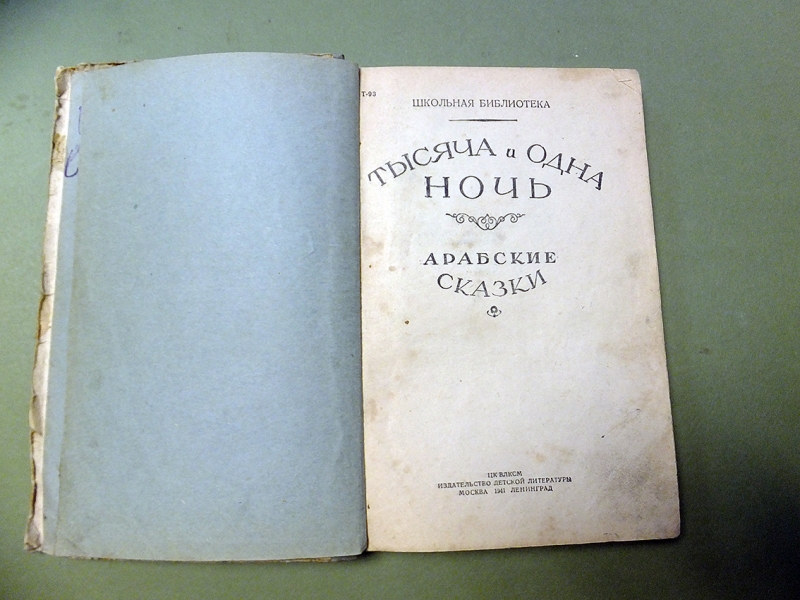 Т-93
ШКОЛЬНАЯ БИБЛИОТЕКА
ТЫСЯЧА и ОДНА
НОЧЬ
АРАБСКИЕ
СКАЗКИ
ЦК ВЛКСМ
ИЗДАТЕЛЬСТВО ДЕТСКОЙ ЛИТЕРАТУРЫ
МОСКВА 1941 ЛЕНИНГРАД